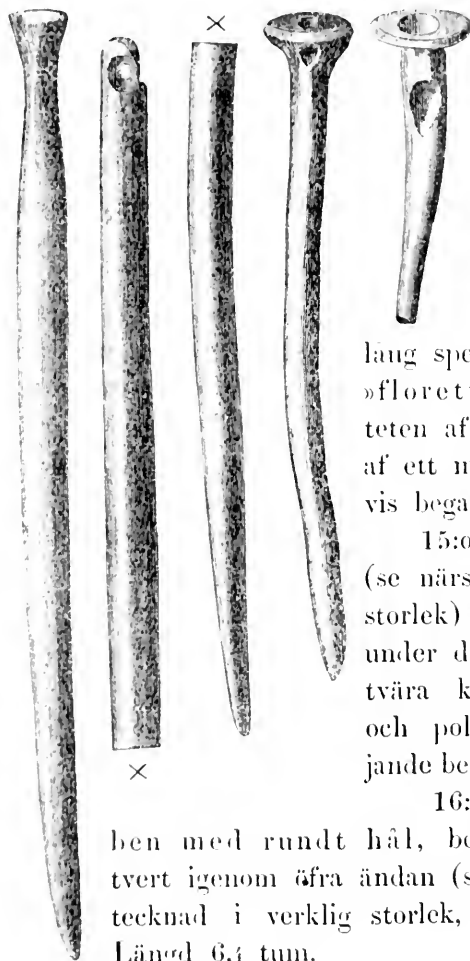 ×
×
lång spe
»floret
teten af
af ett m
vis bega
15:o
(se närs
storlek)
under d
tvära k
och pol
jande be
16:
ben med rundt hål, bo
tvert igenom öfra ändan (s
tecknad i verklig storlek,
Längd 6,4 tum.